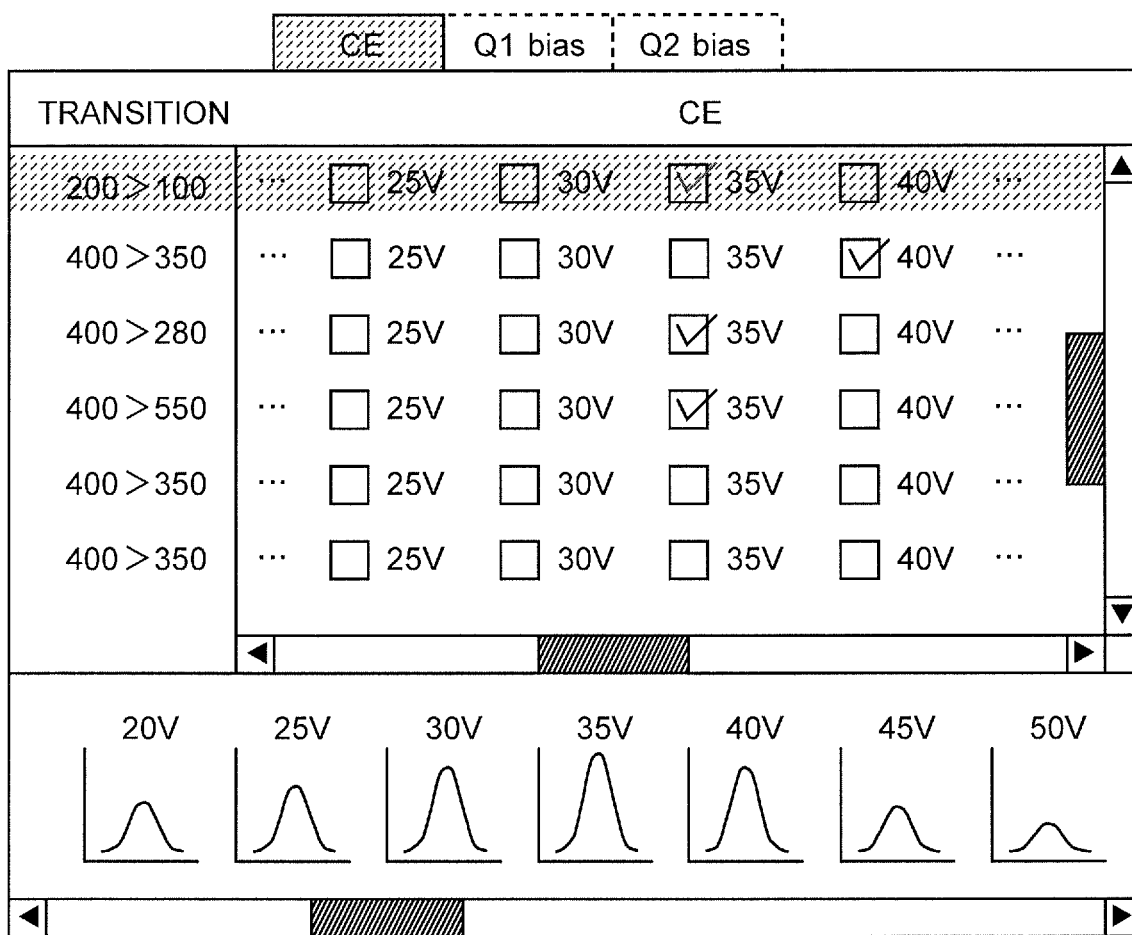 CE Q1 bias Q2 bias
TRANSITION CE
200>100 ... 25V 30V 35V 40V ...
400>350 ... 25V 30V 35V 40V ...
400>280 ... 25V 30V 35V 40V ...
400>550 ... 25V 30V 35V 40V ...
400>350 ... 25V 30V 35V 40V ...
400>350 ... 25V 30V 35V 40V ...
20V 25V 30V 35V 40V 45V 50V